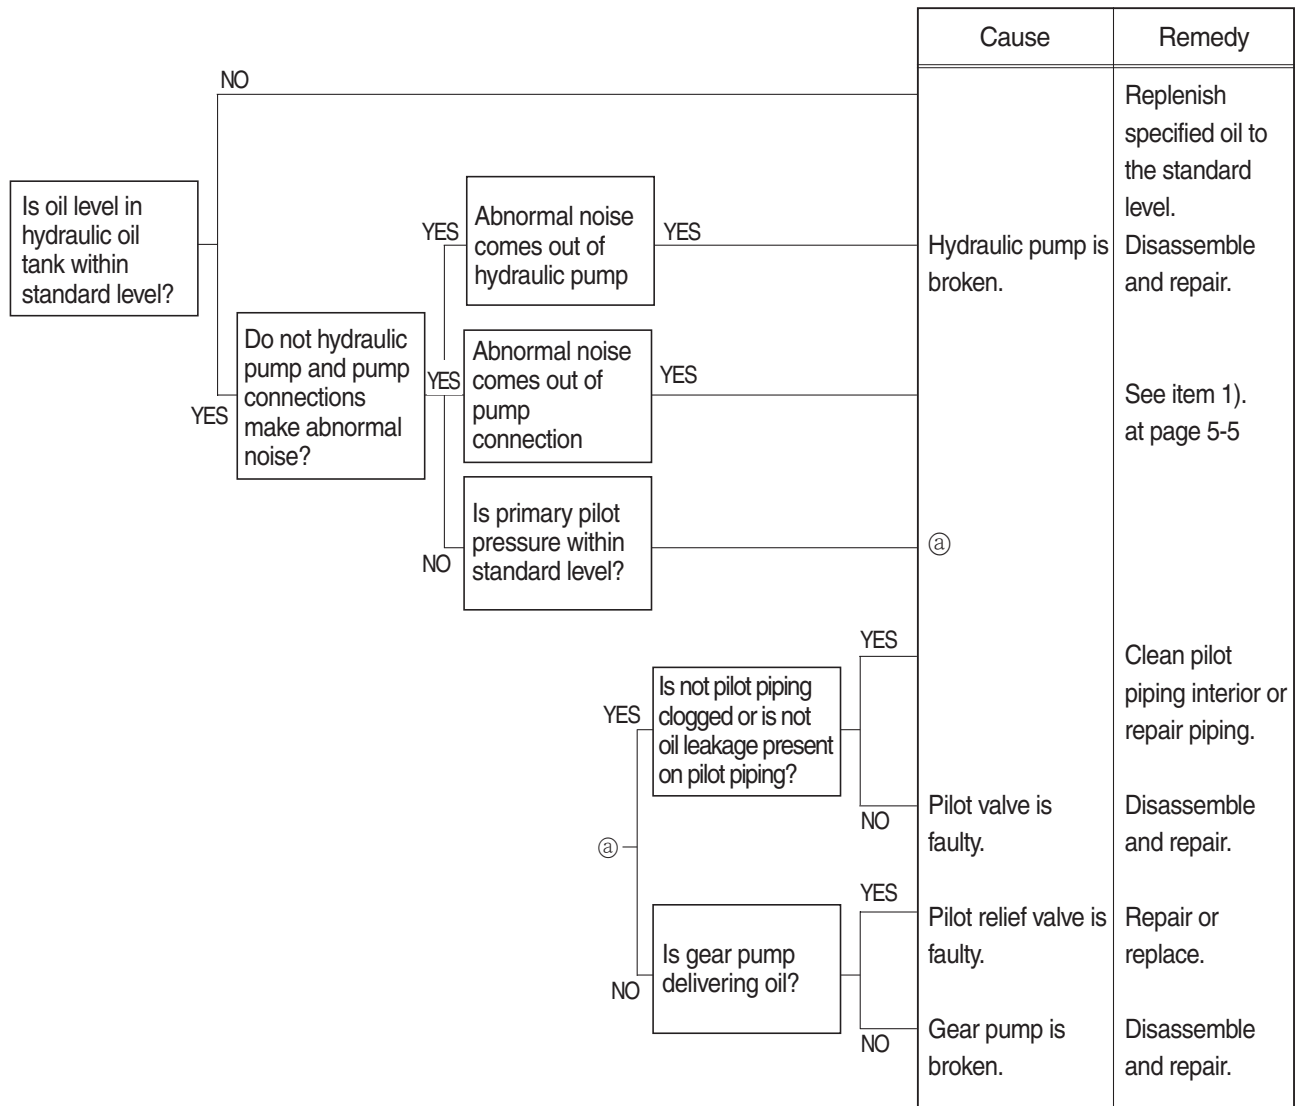 Cause
Remedy
NO
Replenish
specified oil to
the standard
level.
Is oil level in
hydraulic oil
tank within
standard level?
YES
Abnormal noise
comes out of
hydraulic pump
YES
Hydraulic pump is
broken.
Disassemble
and repair.
YES
Do not hydraulic
pump and pump
connections
make abnormal
noise?
YES
Abnormal noise
comes out of
pump
connection
YES
See item 1).
at page 5-5
NO
Is primary pilot
pressure within
standard level?
ⓐ
ⓐ
YES
Is not pilot piping
clogged or is not
oil leakage present
on pilot piping?
YES
Clean pilot
piping interior or
repair piping.
NO
Pilot valve is
faulty.
Disassemble
and repair.
NO
Is gear pump
delivering oil?
YES
Pilot relief valve is
faulty.
Repair or
replace.
NO
Gear pump is
broken.
Disassemble
and repair.